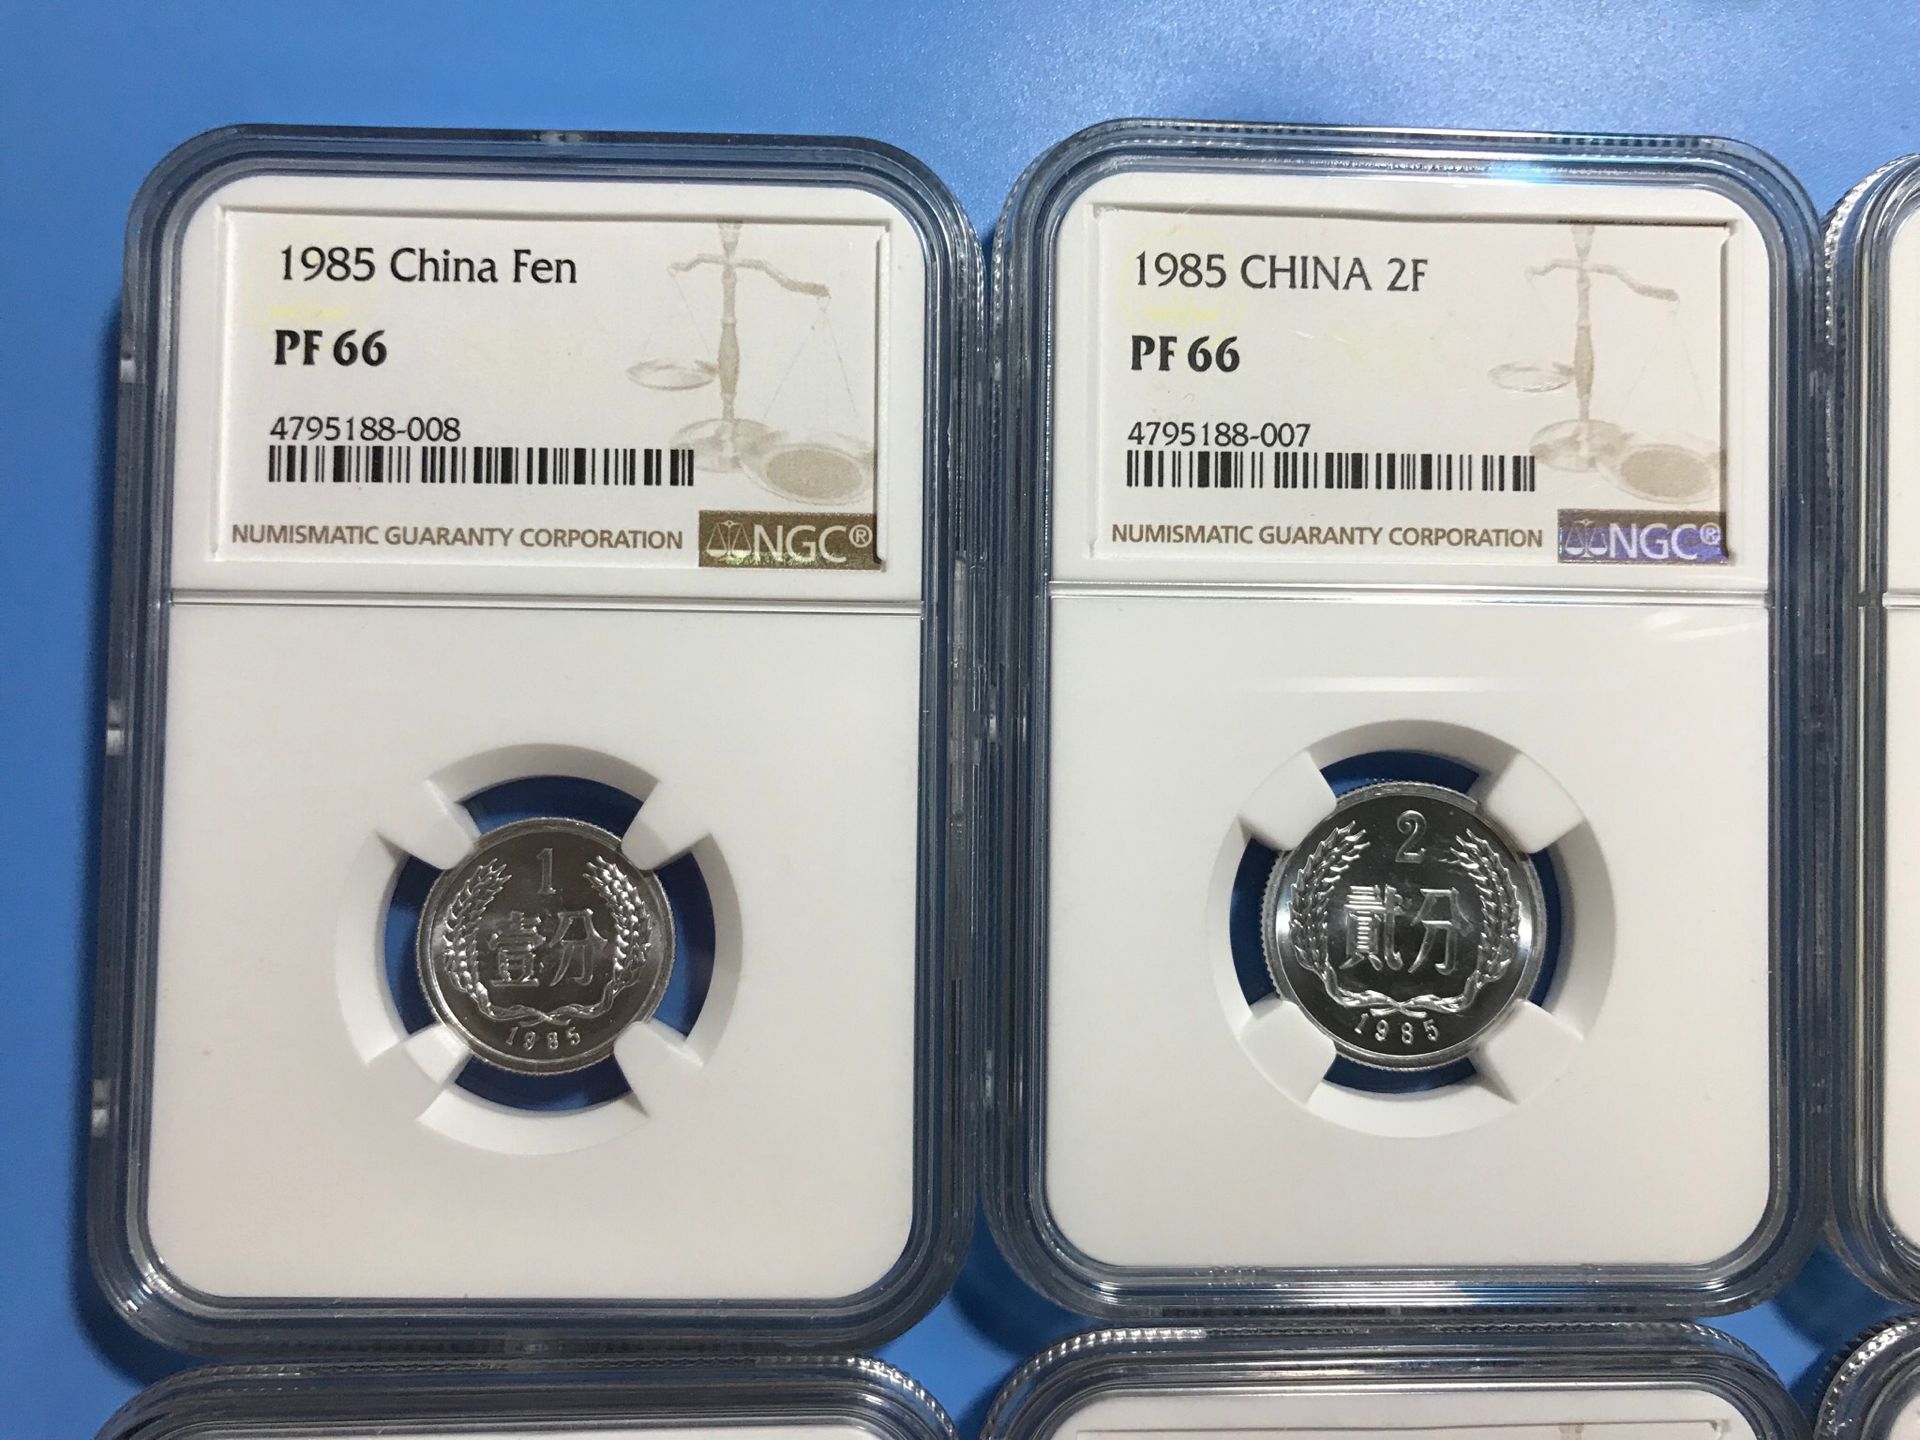 1985 China Fen
PF 66
4795188-008
NUMISMATIC GUARANTY CORPORATION NGC®
1
壹分
1985
1985 CHINA 2F
PF 66
4795188-007
NUMISMATIC GUARANTY CORPORATION NGC®
2
贰分
1985